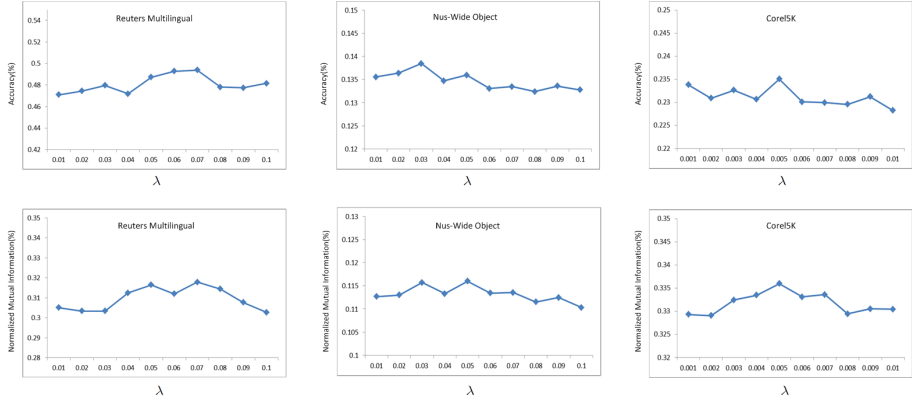 Reuters Multilingual
Accuracy(%)
0.54
0.52
0.5
0.48
0.46
0.44
0.42
0.01 0.02 0.03 0.04 0.05 0.06 0.07 0.08 0.09 0.1
λ
Nus-Wide Object
Accuracy(%)
0.15
0.145
0.14
0.135
0.13
0.125
0.12
0.01 0.02 0.03 0.04 0.05 0.06 0.07 0.08 0.09 0.1
λ
Corel5K
Accuracy(%)
0.25
0.245
0.24
0.235
0.23
0.225
0.22
0.001 0.002 0.003 0.004 0.005 0.006 0.007 0.008 0.009 0.01
λ
Reuters Multilingual
Normalized Mutual Information(%)
0.35
0.34
0.33
0.32
0.31
0.3
0.29
0.28
0.01 0.02 0.03 0.04 0.05 0.06 0.07 0.08 0.09 0.1
λ
Nus-Wide Object
Normalized Mutual Information(%)
0.13
0.125
0.12
0.115
0.11
0.105
0.1
0.01 0.02 0.03 0.04 0.05 0.06 0.07 0.08 0.09 0.1
λ
Corel5K
Normalized Mutual Information(%)
0.35
0.345
0.34
0.335
0.33
0.325
0.32
0.001 0.002 0.003 0.004 0.005 0.006 0.007 0.008 0.009 0.01
λ